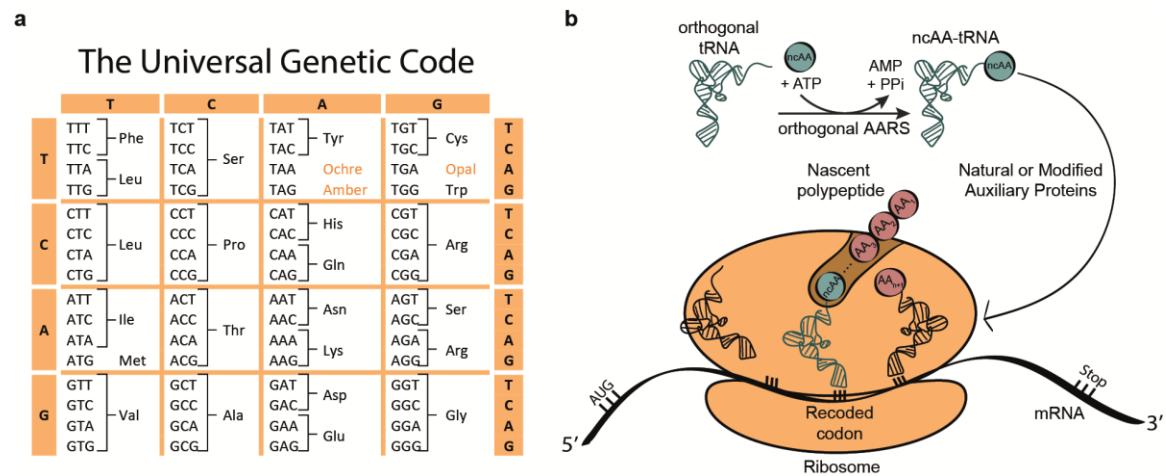 a
The Universal Genetic Code
T C A G
T
TTT
TTC
Phe
TTA
TTG
Leu
TCT
TCC
TCA
TCG
Ser
TAT
TAC
Tyr
TAA Ochre
TAG Amber
TGT
TGC
Cys
TGA Opal
TGG Trp
T
C
A
G
C
CTT
CTC
CTA
CTG
Leu
CCT
CCC
CCA
CCG
Pro
CAT
CAC
His
CAA
CAG
Gln
CGT
CGC
CGA
CGG
Arg
T
C
A
G
A
ATT
ATC
ATA
Ile
ATG Met
ACT
ACC
ACA
ACG
Thr
AAT
AAC
Asn
AAA
AAG
Lys
AGT
AGC
Ser
AGA
AGG
Arg
T
C
A
G
G
GTT
GTC
GTA
GTG
Val
GCT
GCC
GCA
GCG
Ala
GAT
GAC
Asp
GAA
GAG
Glu
GGT
GGC
GGA
GGG
Gly
T
C
A
G
b
orthogonal
tRNA
ncAA
+ ATP
AMP
+ PPi
orthogonal AARS
ncAA-tRNA
ncAA
Natural or Modified
Auxiliary Proteins
Nascent
polypeptide
AA1
AA2
AA3
ncAA
AAn+1
AUG
Recoded
codon
Stop
mRNA
5′
3′
Ribosome